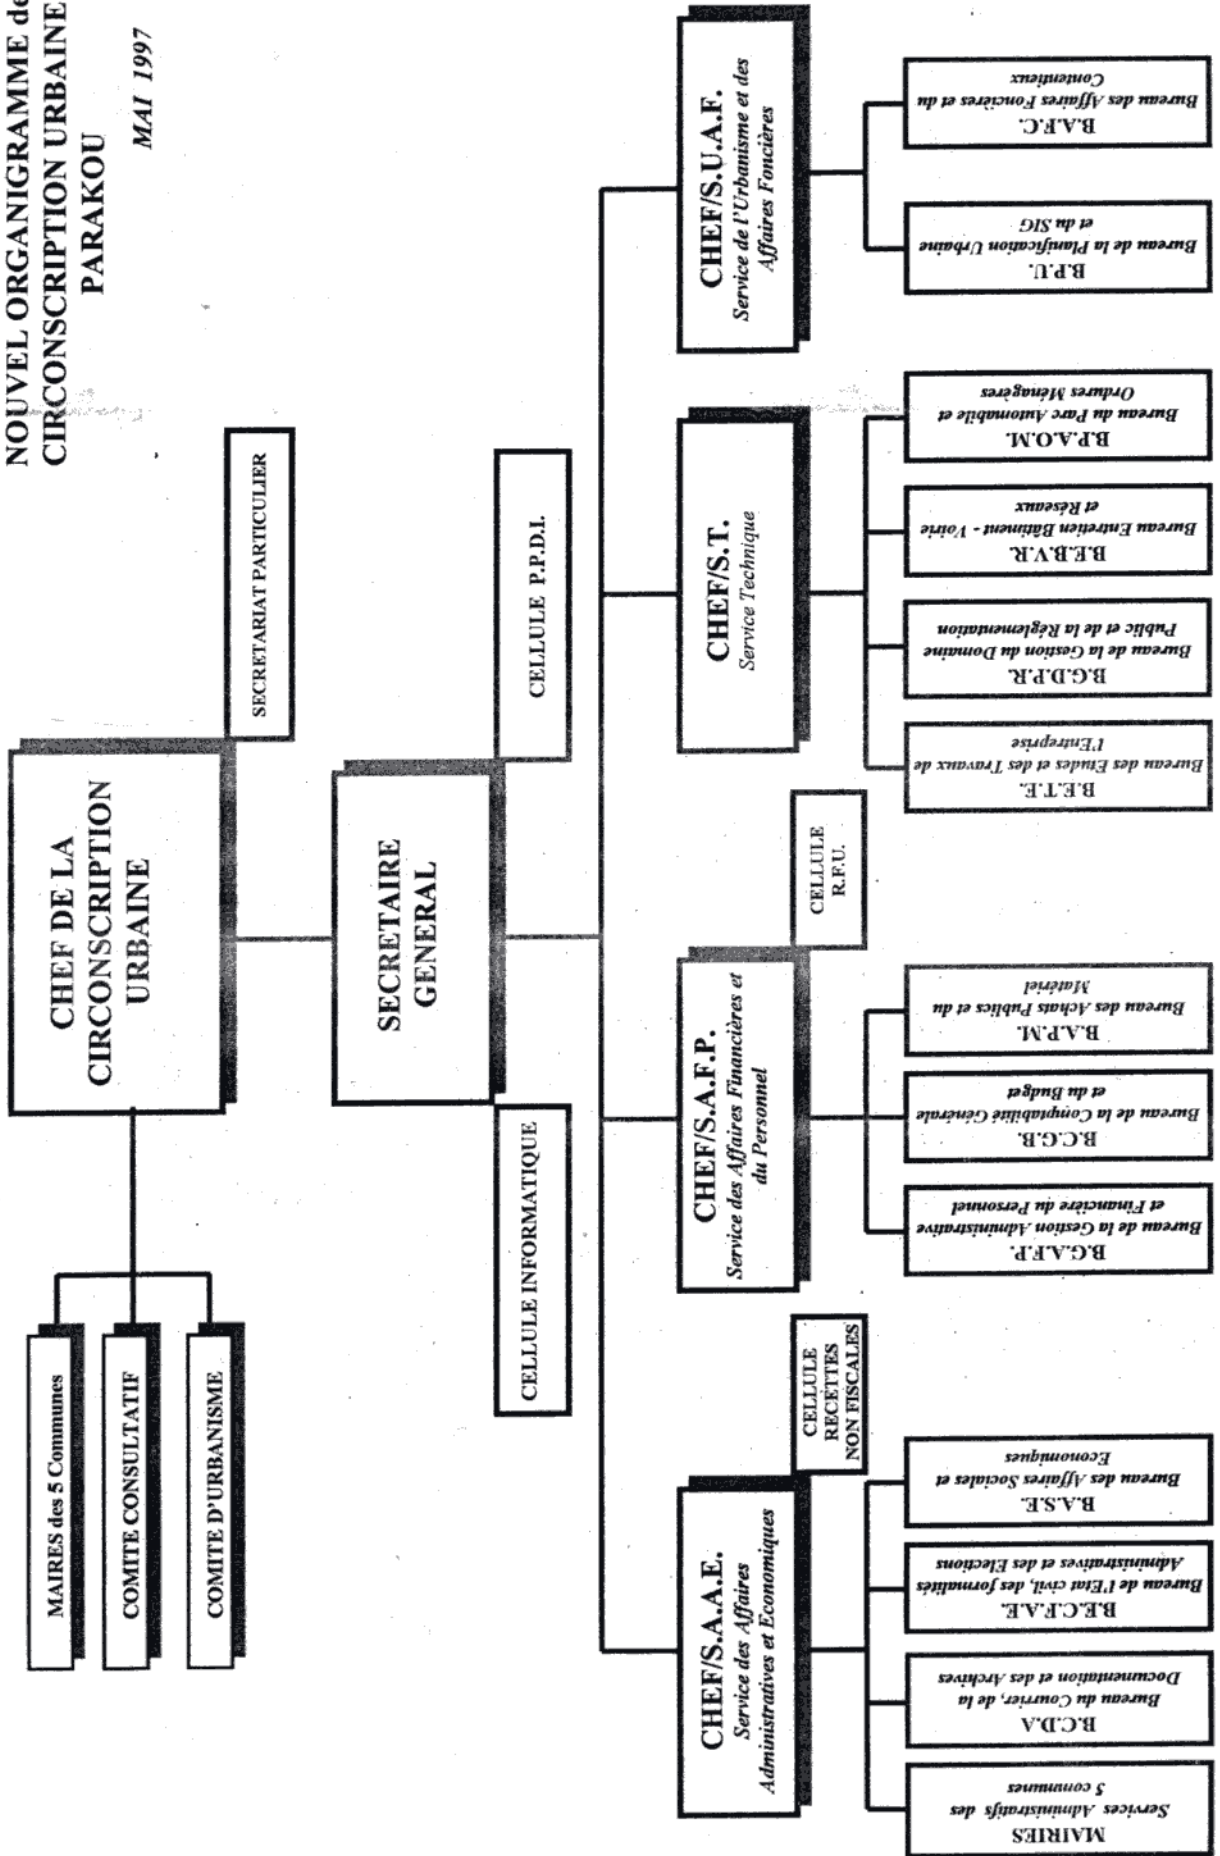 NOUVEL ORGANIGRAMME de
CIRCONSCRIPTION URBAINE
PARAKOU
MAI 1997
CHEF DE LA
CIRCONSCRIPTION
URBAINE
SECRETARIAT PARTICULIER
MAIRES des 5 Communes
COMITE CONSULTATIF
COMITE D'URBANISME
SECRETAIRE
GENERAL
CELLULE INFORMATIQUE
CELLULE P.P.D.I.
CHEF/S.A.A.E.
Service des Affaires
Administratives et Economiques
CELLULE
RECETTES
NON FISCALES
CHEF/S.A.F.P.
Service des Affaires Financières et
du Personnel
CELLULE
R.F.U.
CHEF/S.T.
Service Technique
CHEF/S.U.A.F.
Service de l'Urbanisme et des
Affaires Foncières
MAIRIES
Services Administratifs des
5 communes
B.C.D.A
Bureau du Courrier, de la
Documentation et des Archives
B.E.C.F.A.E.
Bureau de l'Etat civil, des formalités
Administratives et des Elections
B.A.S.E.
Bureau des Affaires Sociales et
Economiques
B.G.A.F.P.
Bureau de la Gestion Administrative
et Financière du Personnel
B.C.G.B.
Bureau de la Comptabilité Générale
et du Budget
B.A.P.M.
Bureau des Achats Publics et du
Matériel
B.E.T.E.
Bureau des Etudes et des Travaux de
l'Entreprise
B.G.D.P.R.
Bureau de la Gestion du Domaine
Public et de la Réglementation
B.E.B.V.R.
Bureau Entretien Bâtiment - Voirie
et Réseaux
B.P.A.O.M.
Bureau du Parc Automobile et
Ordures Ménagères
B.P.U.
Bureau de la Planification Urbaine
et du SIG
B.A.F.C.
Bureau des Affaires Foncières et du
Contentieux